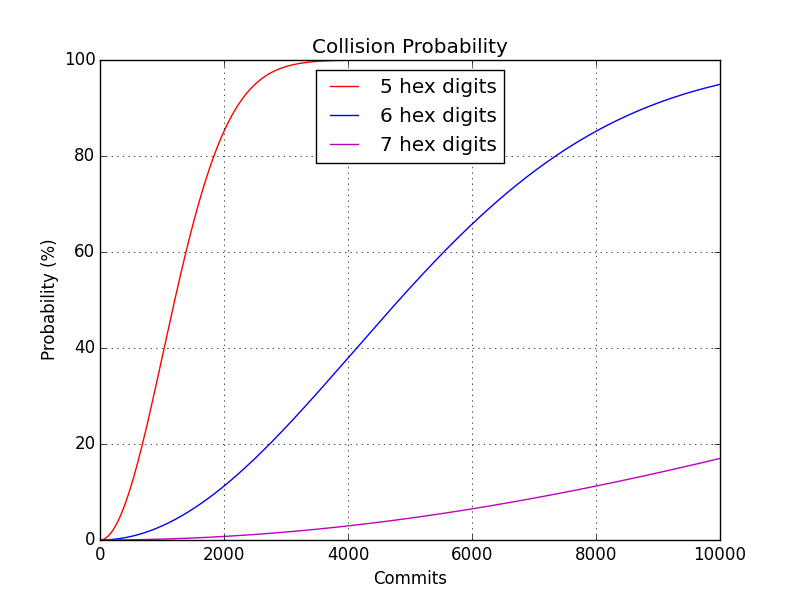 Collision Probability
100
80
60
40
20
0
Probability (%)
5 hex digits
6 hex digits
7 hex digits
0 2000 4000 6000 8000 10000
Commits